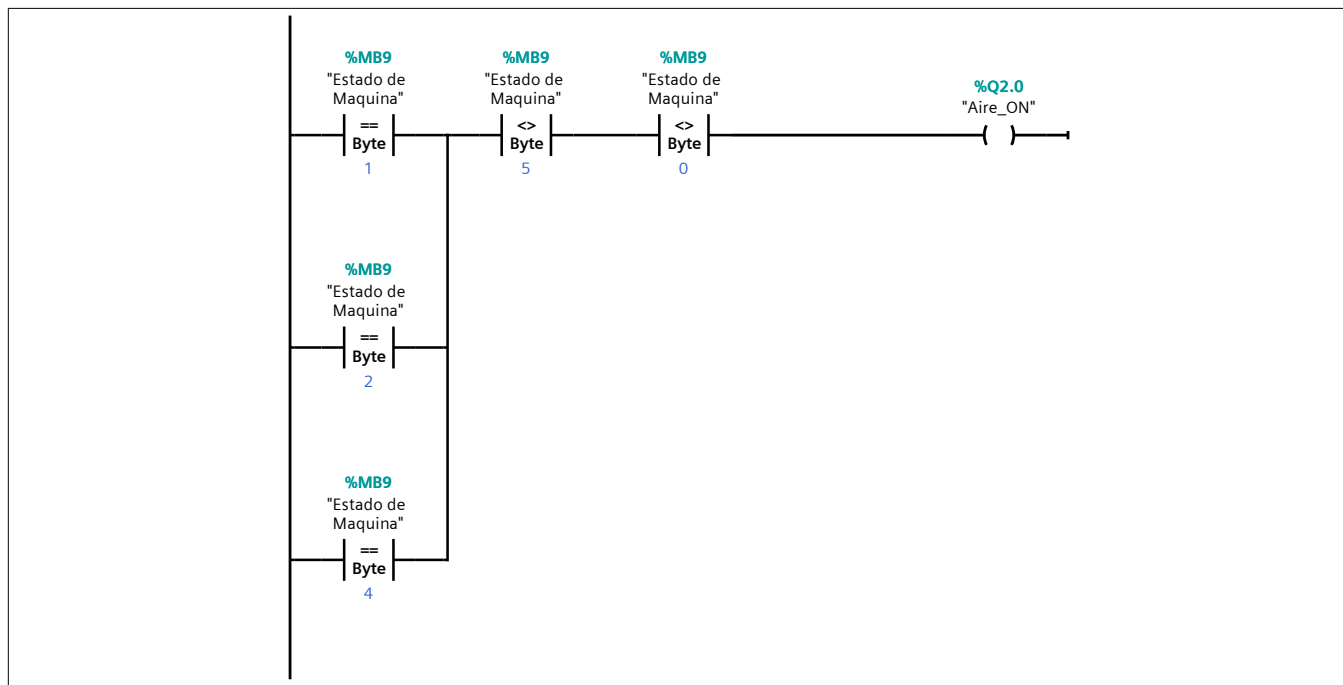 %MB9
"Estado de
Maquina"
==
Byte
1
%MB9
"Estado de
Maquina"
<>
Byte
5
%MB9
"Estado de
Maquina"
<>
Byte
0
%Q2.0
"Aire_ON"
%MB9
"Estado de
Maquina"
==
Byte
2
%MB9
"Estado de
Maquina"
==
Byte
4